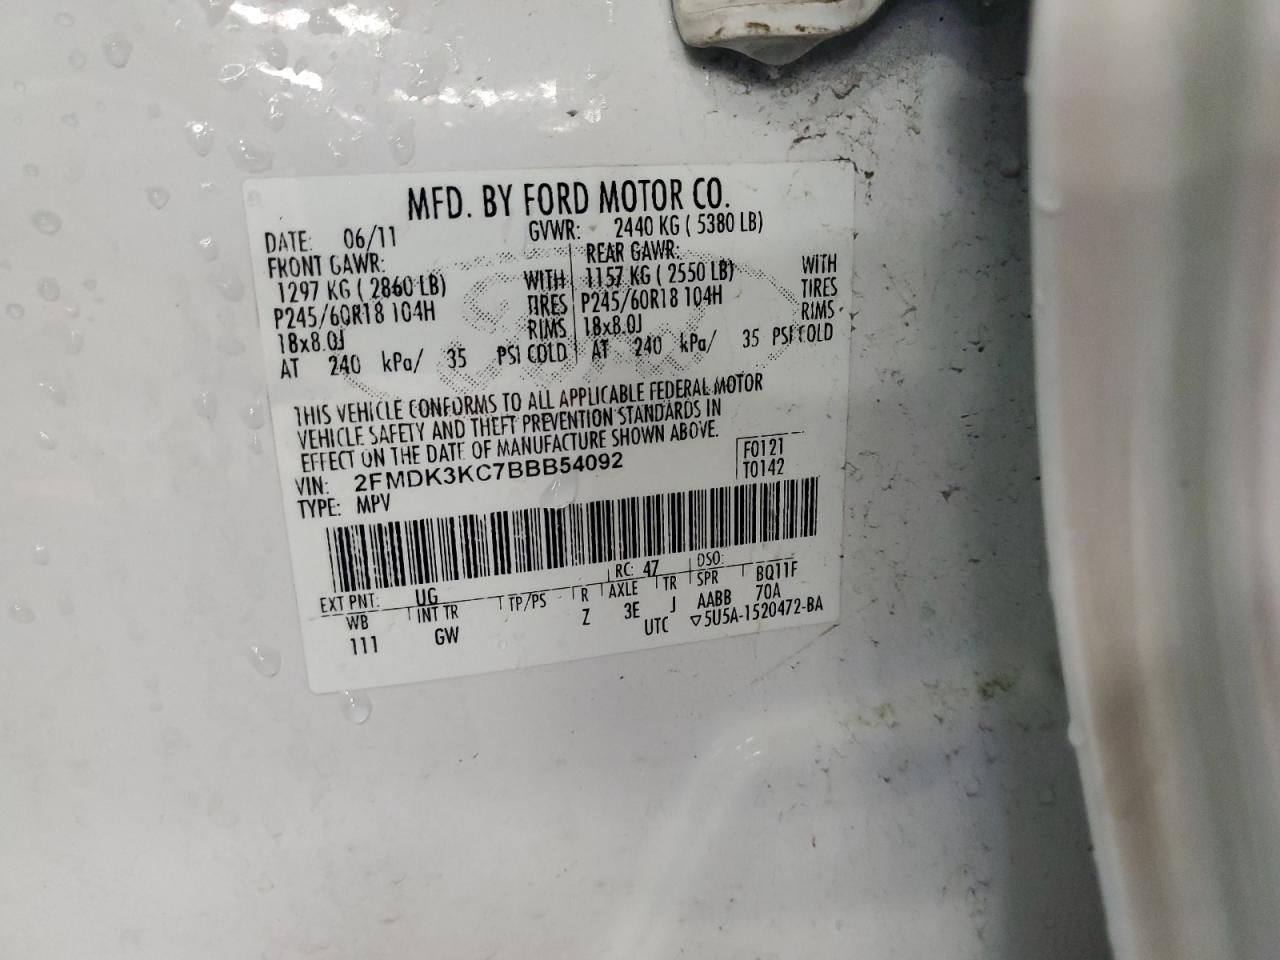 MFD. BY FORD MOTOR CO.
DATE: 06/11 GVWR: 2440 KG ( 5380 LB)
FRONT GAWR: REAR GAWR:
1297 KG ( 2860 LB) WITH 1157 KG ( 2550 LB) WITH
P245/60R18 104H TIRES P245/60R18 104H TIRES
18x8.0J RIMS 18x8.0J RIMS
AT 240 kPa/ 35 PSI COLD AT 240 kPa/ 35 PSI COLD
THIS VEHICLE CONFORMS TO ALL APPLICABLE FEDERAL MOTOR
VEHICLE SAFETY AND THEFT PREVENTION STANDARDS IN
EFFECT ON THE DATE OF MANUFACTURE SHOWN ABOVE.
VIN: 2FMDK3KC7BBB54092 F0121
TYPE: MPV T0142
EXT PNT: UG RC: 47 DSO:
WB INT TR TP/PS R AXLE TR SPR BQ11F
111 GW Z 3E J AABB 70A
UTC ▽5U5A-1520472-BA